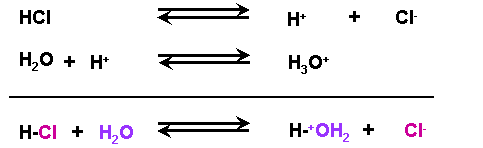 HCl ⇌ H⁺ + Cl⁻
H₂O + H⁺ ⇌ H₃O⁺
H-Cl + H₂O ⇌ H-⁺OH₂ + Cl⁻